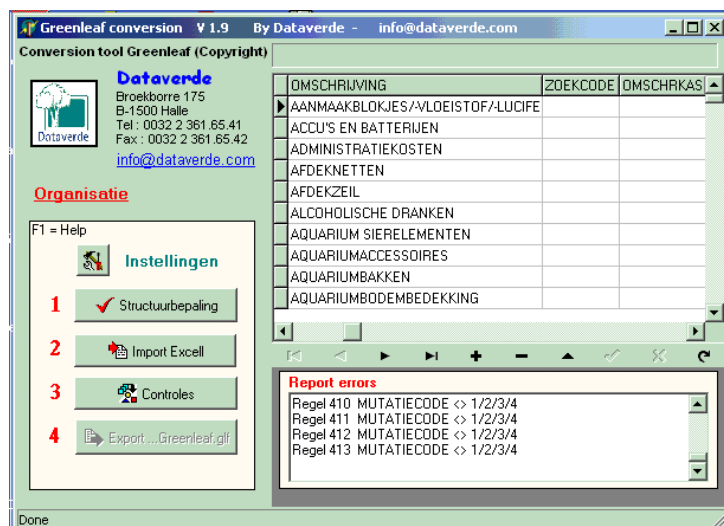 Greenleaf conversion V 1.9 By Dataverde - info@dataverde.com
Conversion tool Greenleaf (Copyright)
Dataverde
Dataverde
Broekborre 175
B-1500 Halle
Tel : 0032 2 361.65.41
Fax : 0032 2 361.65.42
info@dataverde.com
Organisatie
F1 = Help
Instellingen
1 Structuurbepaling
2 Import Excell
3 Controles
4 Export ...Greenleaf.glf
OMSCHRIJVING ZOEKCODE OMSCHRKAS
AANMAAKBLOKJES/-VLOEISTOF/-LUCIFE
ACCU'S EN BATTERIJEN
ADMINISTRATIEKOSTEN
AFDEKNETTEN
AFDEKZEIL
ALCOHOLISCHE DRANKEN
AQUARIUM SIERELEMENTEN
AQUARIUMACCESSOIRES
AQUARIUMBAKKEN
AQUARIUMBODEMBEDEKKING
Report errors
Regel 410 MUTATIECODE <> 1/2/3/4
Regel 411 MUTATIECODE <> 1/2/3/4
Regel 412 MUTATIECODE <> 1/2/3/4
Regel 413 MUTATIECODE <> 1/2/3/4
Done